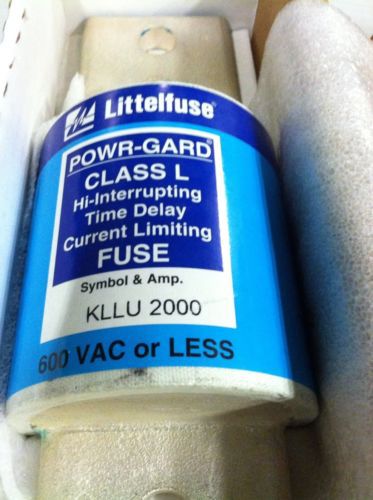 Littelfuse®
POWR-GARD®
CLASS L
Hi-Interrupting
Time Delay
Current Limiting
FUSE
Symbol & Amp.
KLLU 2000
600 VAC or LESS